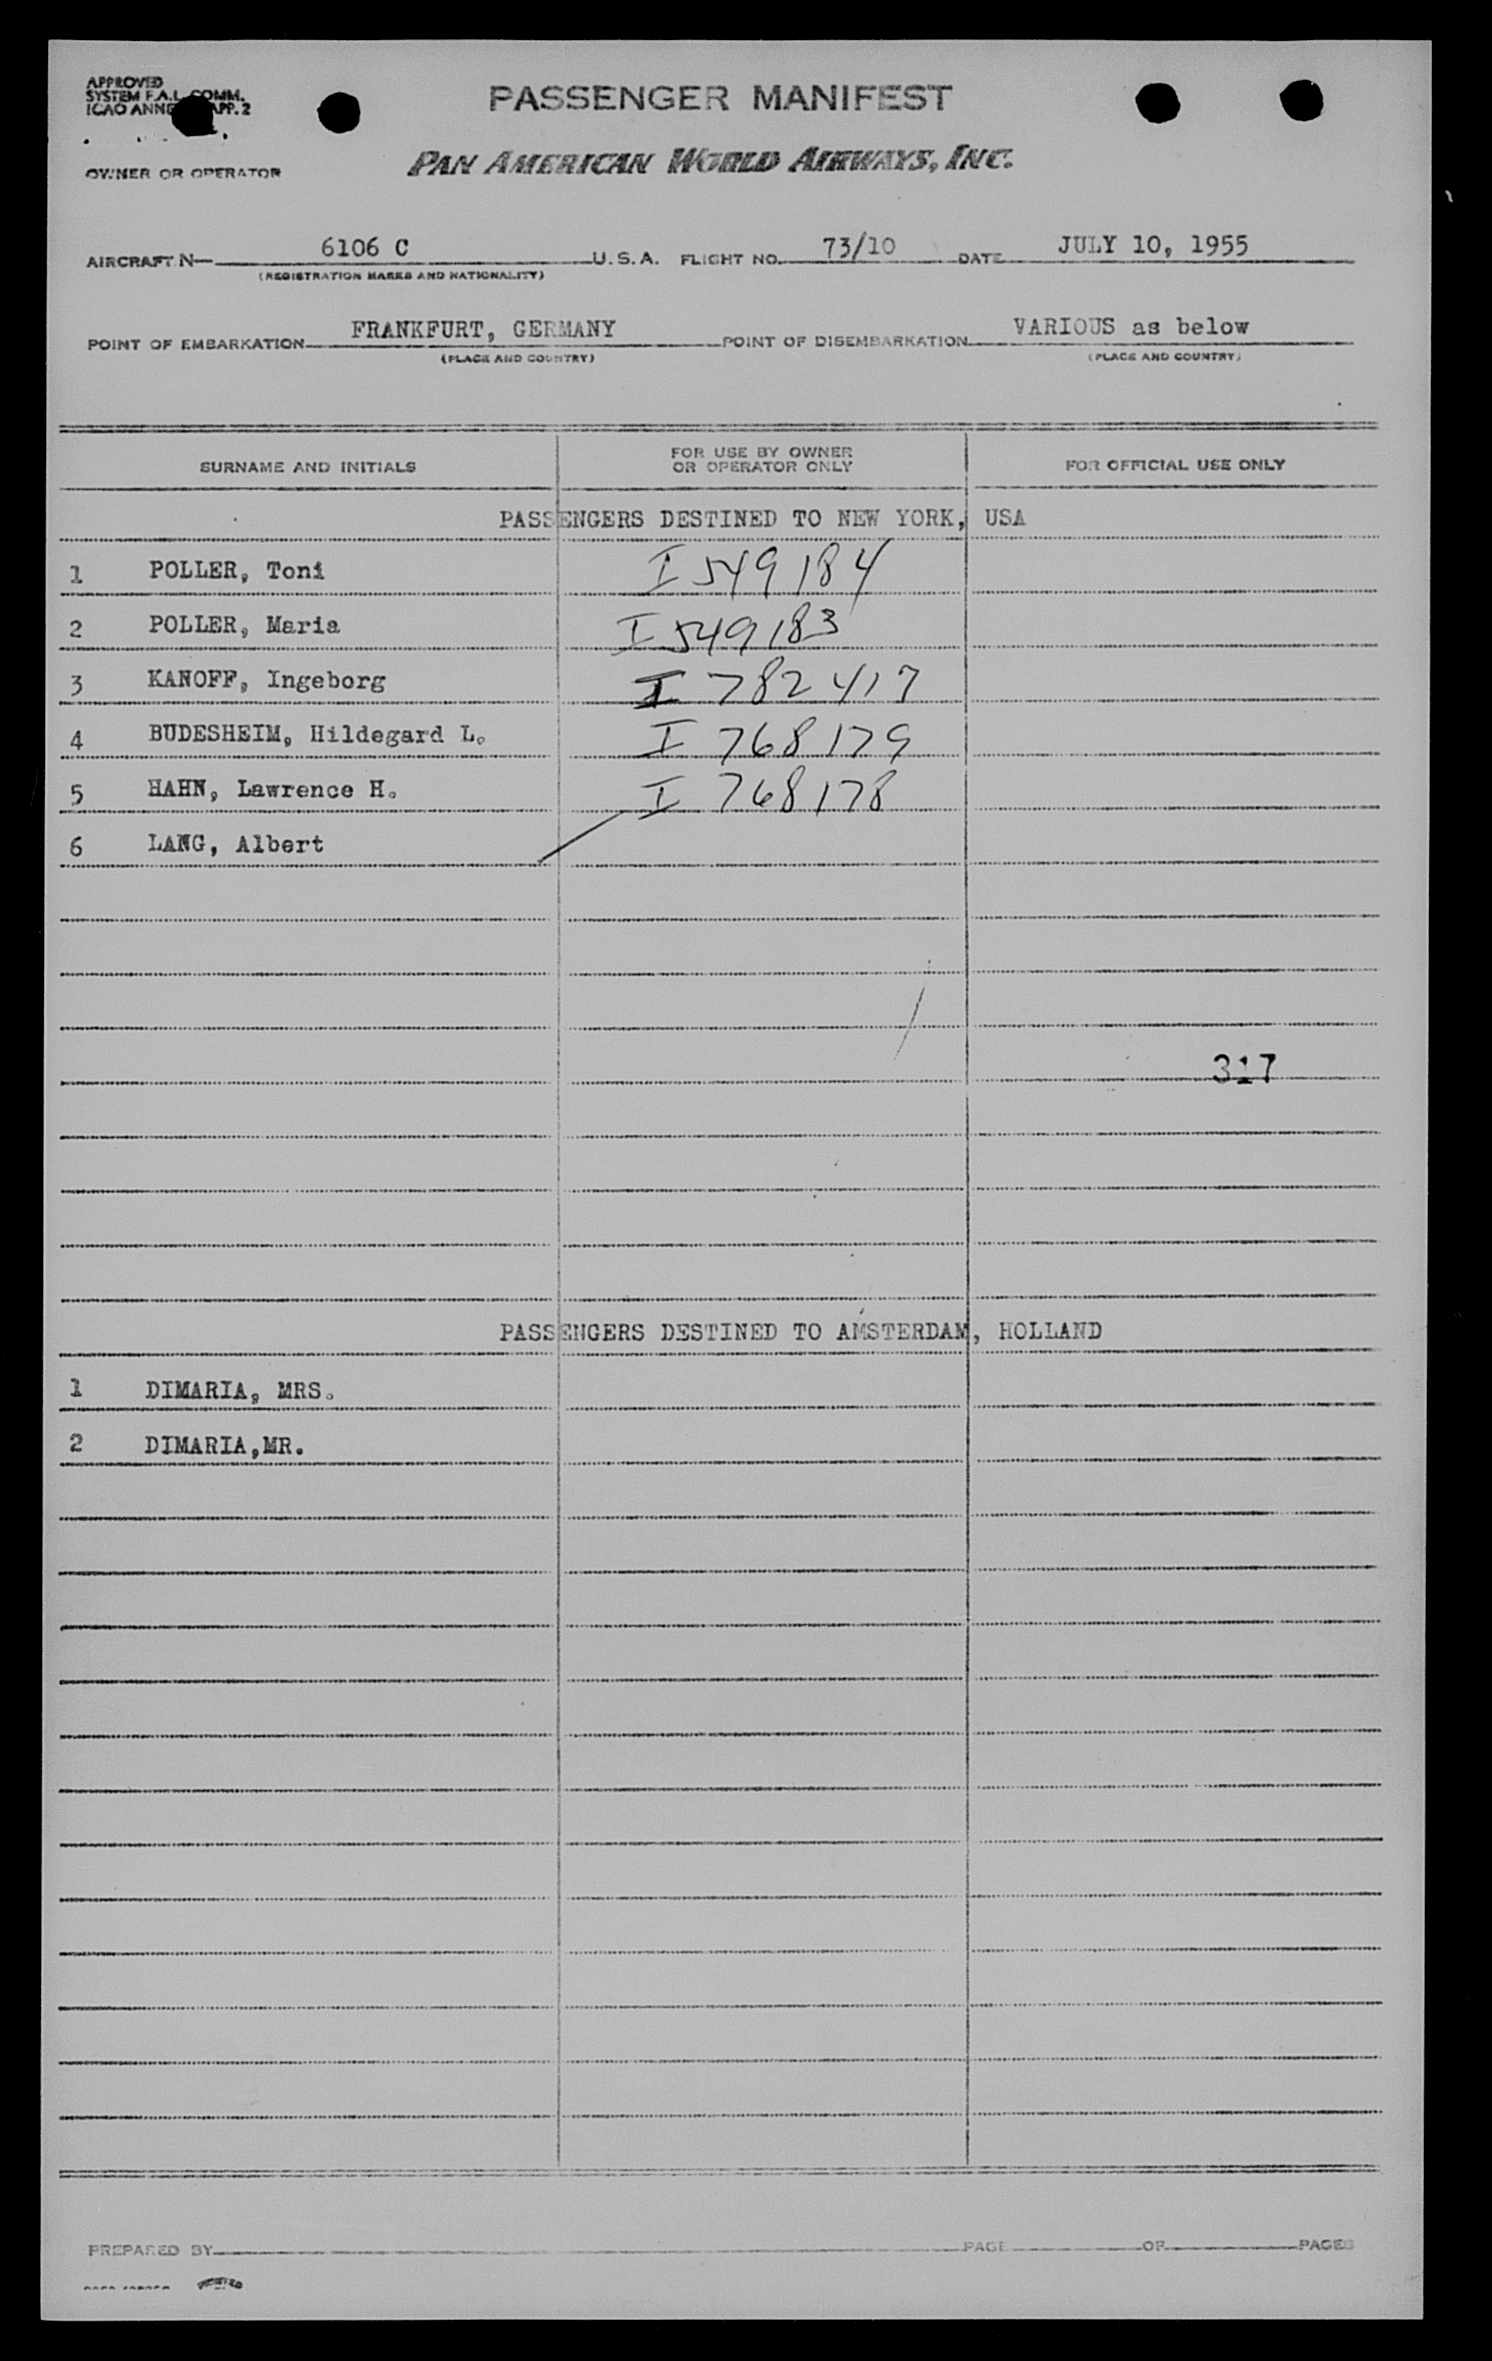 APPROVED
SYSTEM F.A.L. COMM.
ICAO ANNE APP. 2
PASSENGER MANIFEST
OWNER OR OPERATOR PAN AMERICAN WORLD AIRWAYS, INC.
AIRCRAFT N 6106 C U.S.A. FLIGHT NO. 73/10 DATE JULY 10, 1955
(REGISTRATION MARKS AND NATIONALITY)
POINT OF EMBARKATION FRANKFURT, GERMANY POINT OF DISEMBARKATION VARIOUS as below
(PLACE AND COUNTRY) (PLACE AND COUNTRY)
SURNAME AND INITIALS FOR USE BY OWNER OR OPERATOR ONLY FOR OFFICIAL USE ONLY
PASSENGERS DESTINED TO NEW YORK, USA
1 POLLER, Toni I 549184
2 POLLER, Maria I 549183
3 KANOFF, Ingeborg I 782417
4 BUDESHEIM, Hildegard L. I 768179
5 HAHN, Lawrence H. I 768178
6 LANG, Albert
317
PASSENGERS DESTINED TO AMSTERDAM, HOLLAND
1 DIMARIA, MRS.
2 DIMARIA,MR.
PREPARED BY PAGE OF PAGES